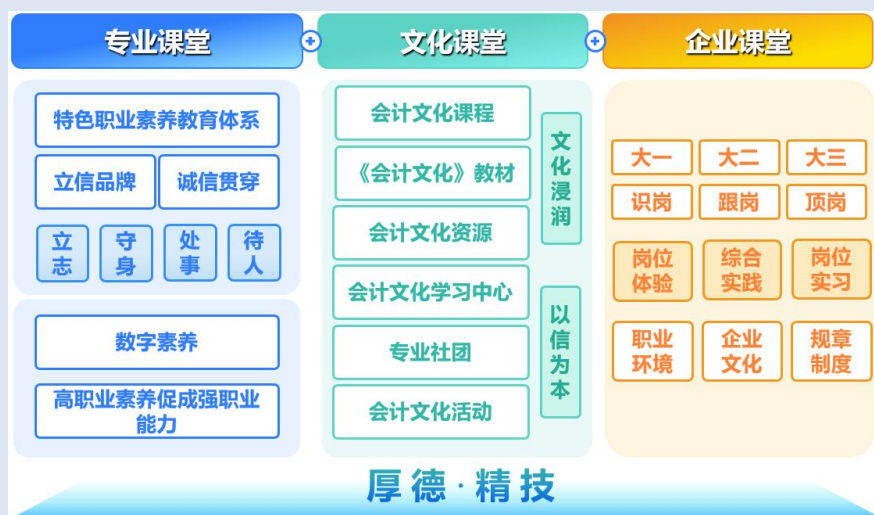 专业课堂
文化课堂
企业课堂
特色职业素养教育体系
立信品牌
诚信贯穿
立志
守身
处事
待人
数字素养
高职业素养促成强职业
能力
会计文化课程
《会计文化》教材
会计文化资源
会计文化学习中心
专业社团
会计文化活动
文化浸润
以信为本
大一
大二
大三
识岗
跟岗
顶岗
岗位
体验
综合
实践
岗位
实习
职业
环境
企业
文化
规章
制度
厚德·精技